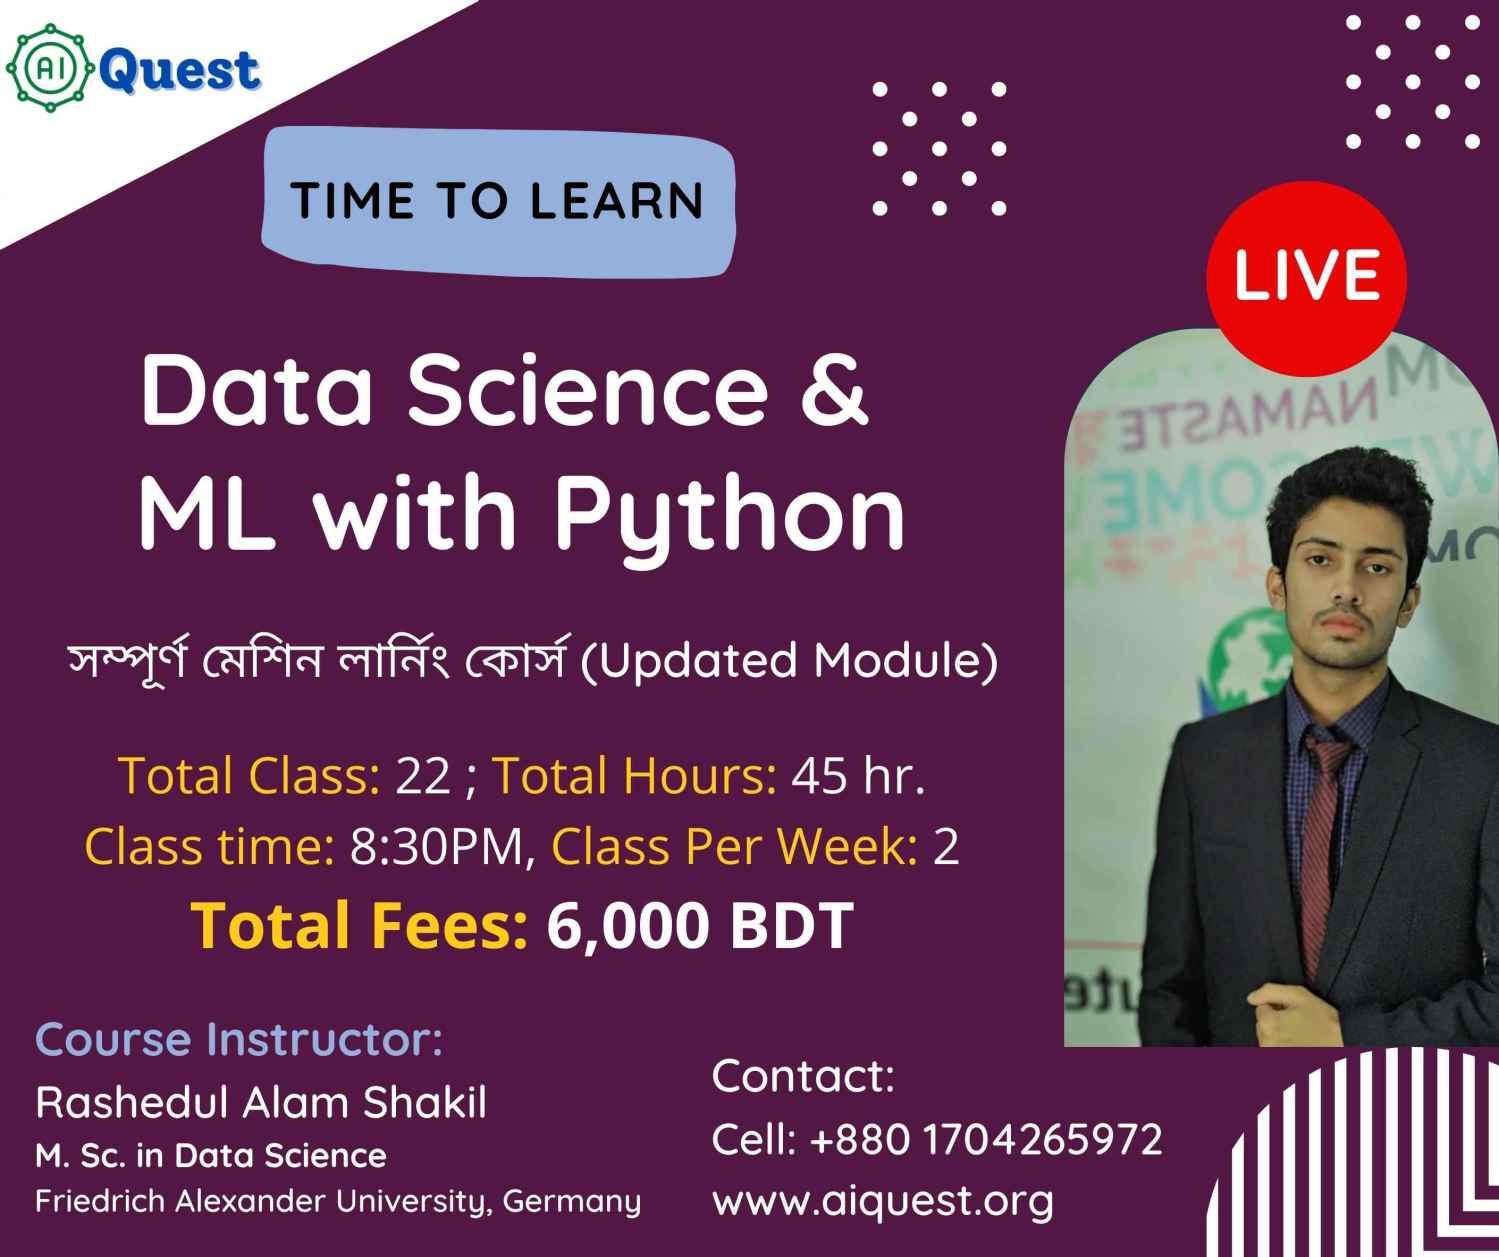 AI Quest
TIME TO LEARN
LIVE
Data Science &
ML with Python
সম্পূর্ণ মেশিন লার্নিং কোর্স (Updated Module)
Total Class: 22 ; Total Hours: 45 hr.
Class time: 8:30PM, Class Per Week: 2
Total Fees: 6,000 BDT
Course Instructor:
Rashedul Alam Shakil
M. Sc. in Data Science
Friedrich Alexander University, Germany
Contact:
Cell: +880 1704265972
www.aiquest.org
NAMASTE